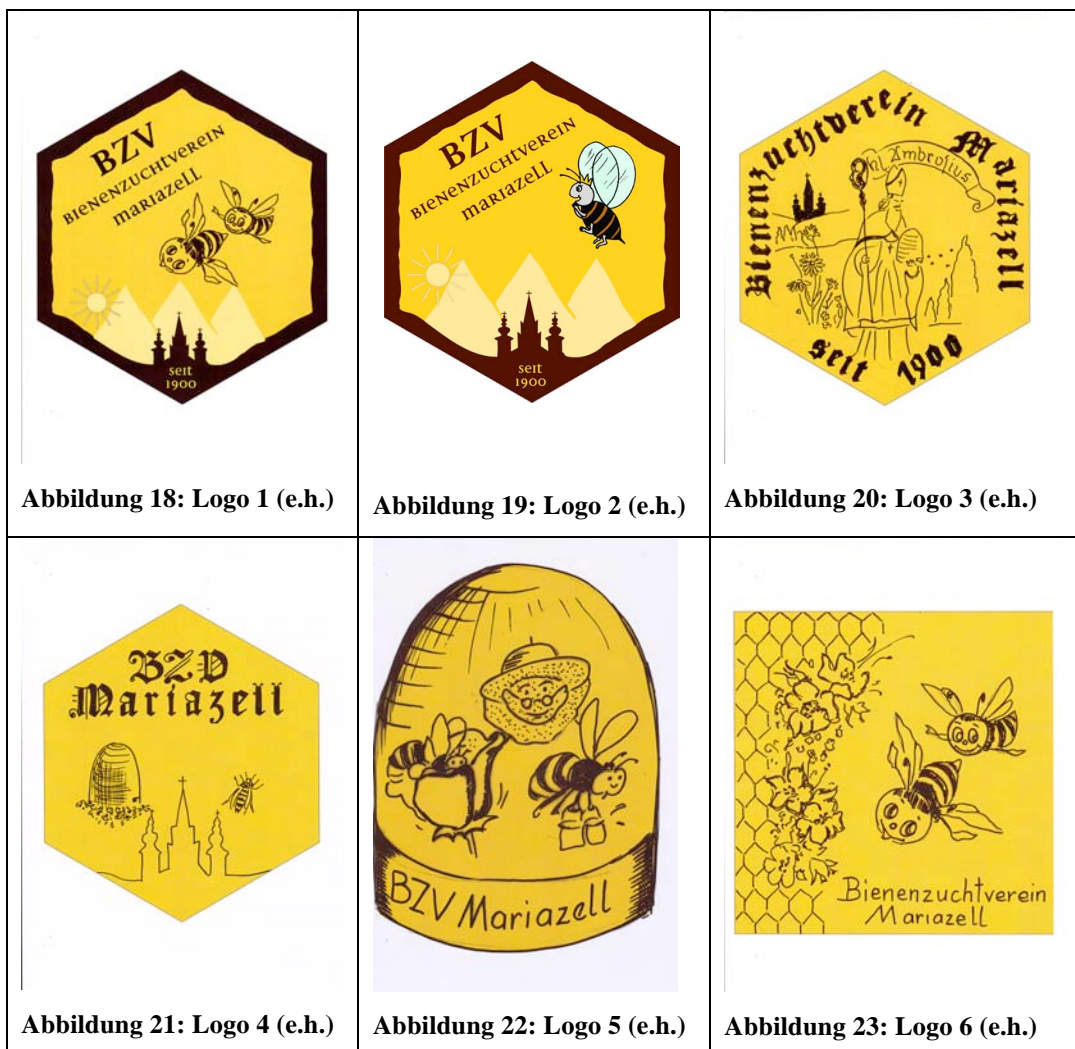 BZV
BIENENZUCHTVEREIN
MARIAZELL
seit
1900
Abbildung 18: Logo 1 (e.h.)
BZV
BIENENZUCHTVEREIN
MARIAZELL
seit
1900
Abbildung 19: Logo 2 (e.h.)
Bienenzuchtverein Mariazell
hl. Ambrosius
seit 1900
Abbildung 20: Logo 3 (e.h.)
BZV
Mariazell
Abbildung 21: Logo 4 (e.h.)
BZV Mariazell
Abbildung 22: Logo 5 (e.h.)
Bienenzuchtverein
Mariazell
Abbildung 23: Logo 6 (e.h.)